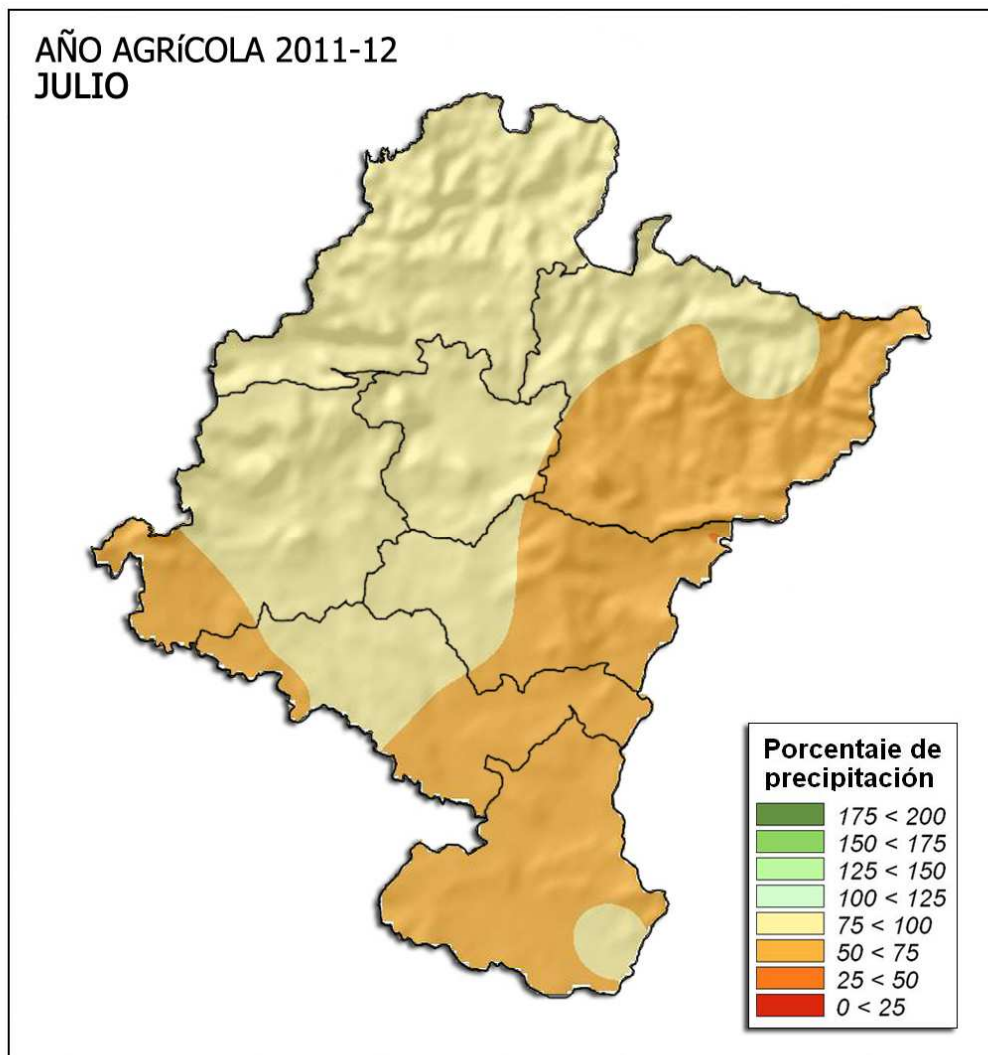 AÑO AGRíCOLA 2011-12
JULIO
Porcentaje de
precipitación
175 < 200
150 < 175
125 < 150
100 < 125
75 < 100
50 < 75
25 < 50
0 < 25